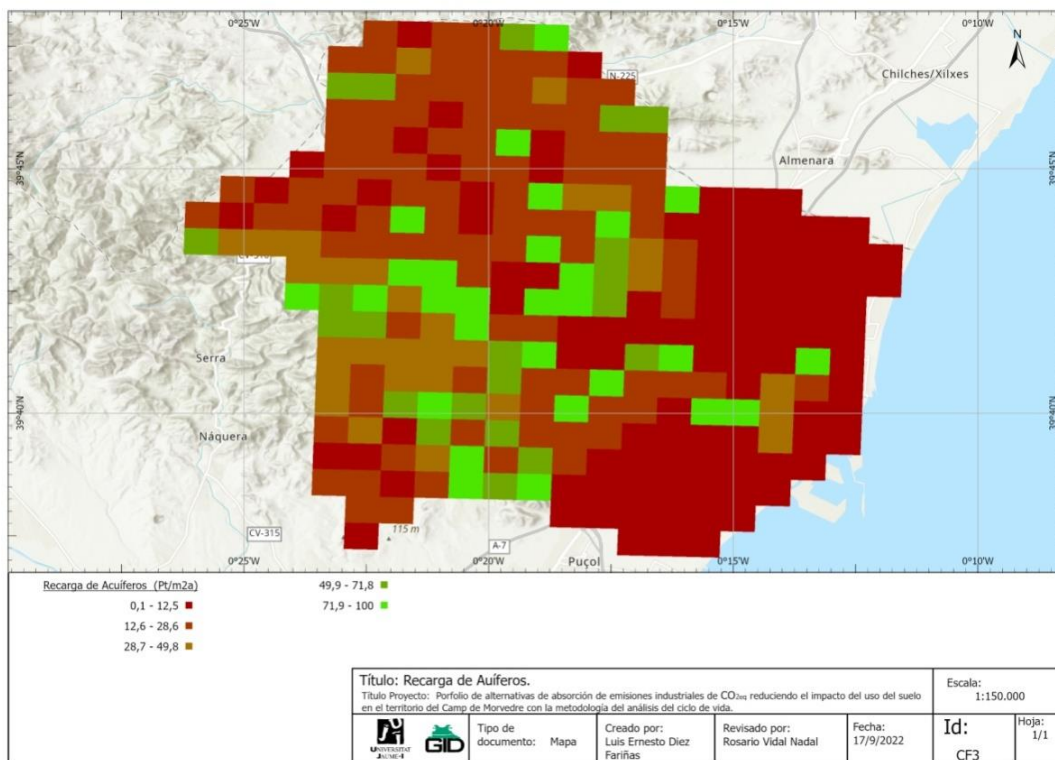 0°25'W
0°20'W
0°15'W
0°10'W
N
N-225
Chilches/Xilxes
Almenara
39°45'N
39°45'N
CV-310
Serra
Náquera
39°40'N
39°40'N
CV-315
115 m
A-7
Puçol
0°25'W
0°20'W
0°15'W
0°10'W
Recarga de Acuíferos (Pt/m2a)
0,1 - 12,5
12,6 - 28,6
28,7 - 49,8
49,9 - 71,8
71,9 - 100
Título: Recarga de Auíferos.
Título Proyecto: Porfolio de alternativas de absorción de emisiones industriales de CO2eq reduciendo el impacto del uso del suelo
en el territorio del Camp de Morvedre con la metodología del análisis del ciclo de vida.
Escala:
1:150.000
UNIVERSITAT
JAUME·I
GID
Tipo de
documento: Mapa
Creado por:
Luis Ernesto Diez
Fariñas
Revisado por:
Rosario Vidal Nadal
Fecha:
17/9/2022
Id:
CF3
Hoja:
1/1